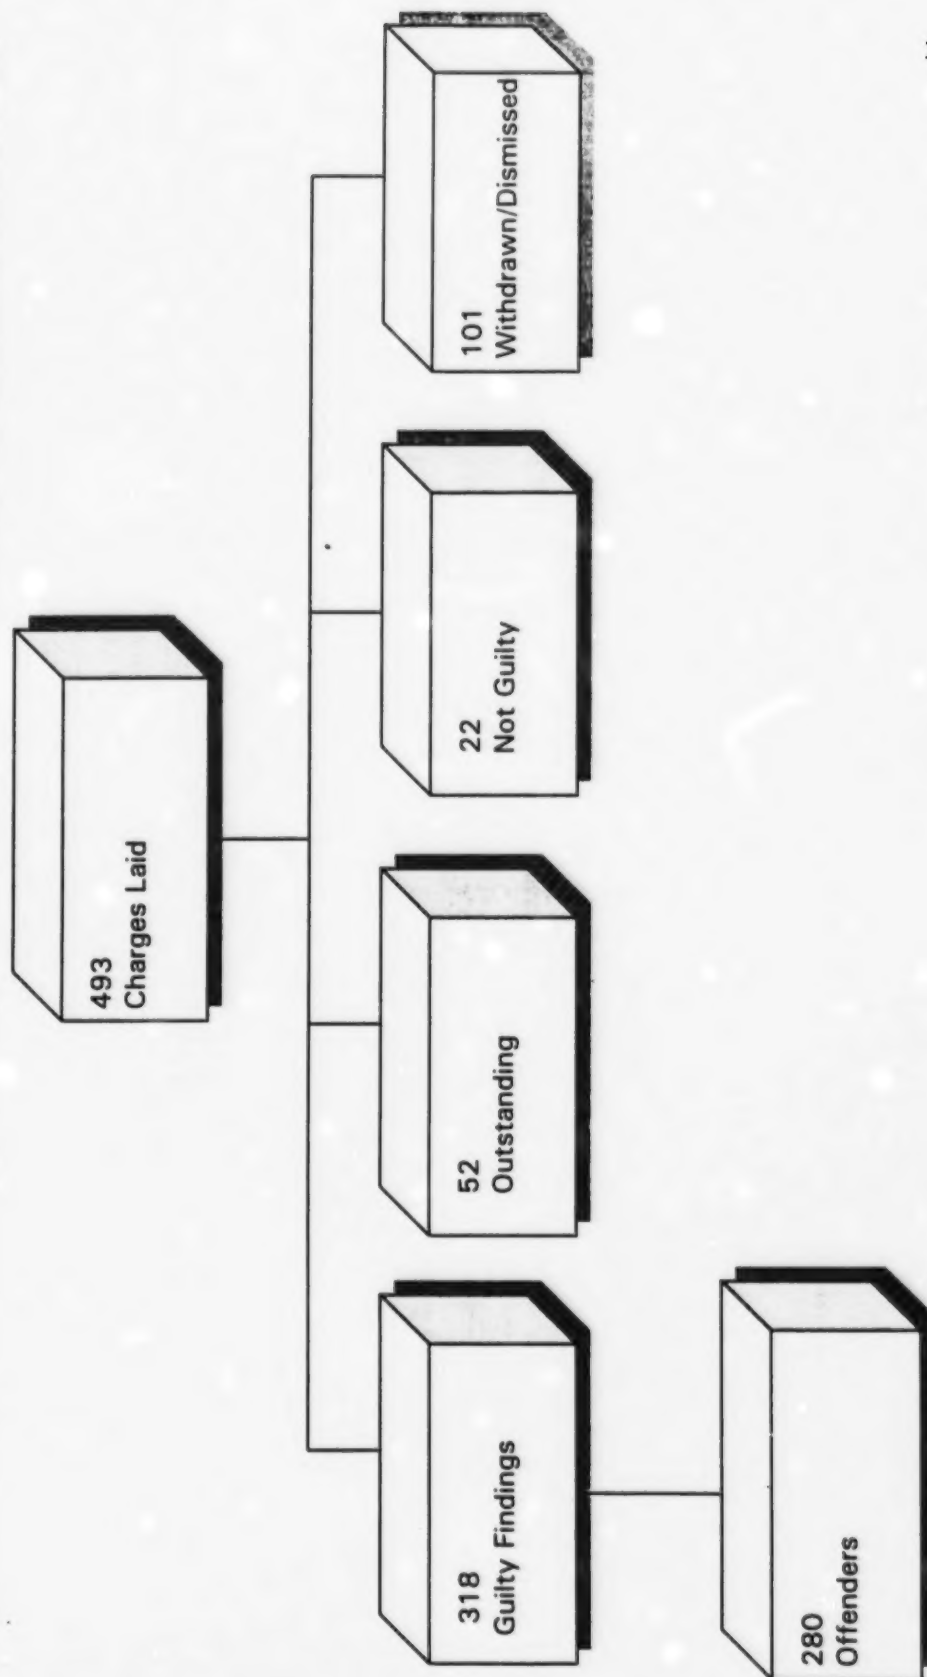 493
Charges Laid
318
Guilty Findings
52
Outstanding
22
Not Guilty
101
Withdrawn/Dismissed
280
Offenders